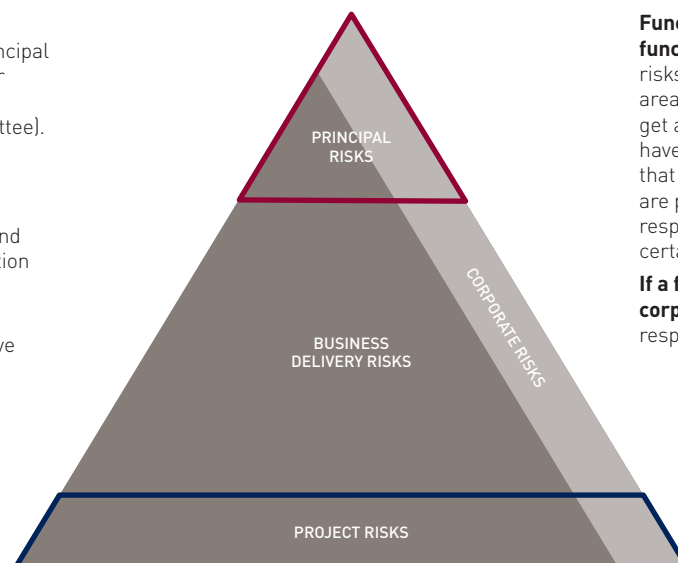 ncipal
r
ttee).
nd
tion
ve
PRINCIPAL
RISKS
BUSINESS
DELIVERY RISKS
CORPORATE RISKS
PROJECT RISKS
Func
func
risks
area
get a
have
that
are p
resp
certa
If a f
corp
resp